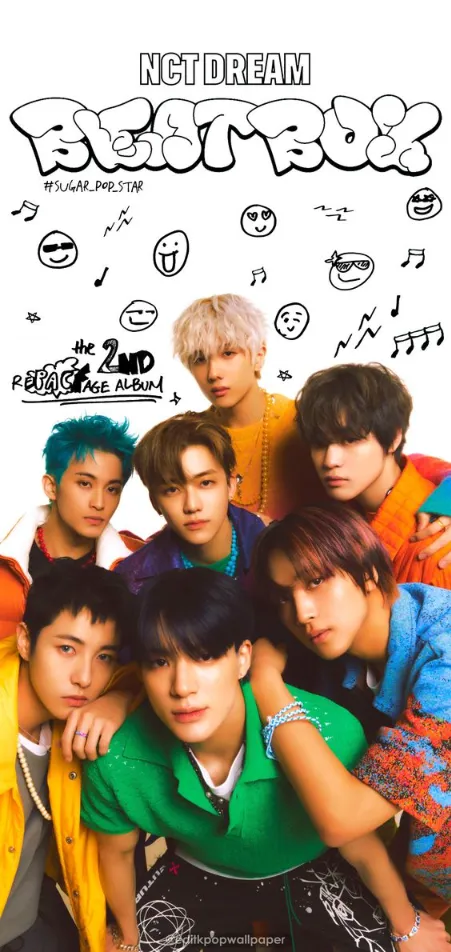 NCT DREAM
BEATBOX
#SUGAR_POP_STAR
the 2ND
REPACKAGE ALBUM
@editkpopwallpaper